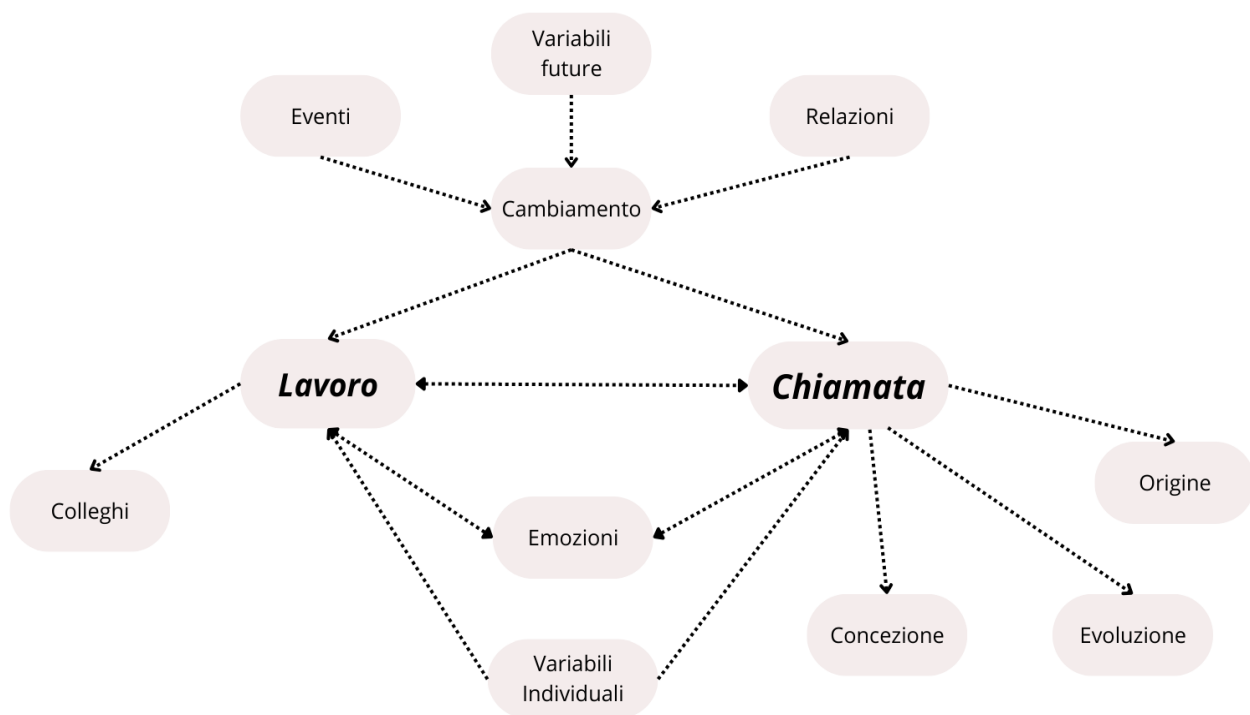 Variabili
future
Eventi
Relazioni
Cambiamento
Lavoro
Chiamata
Origine
Colleghi
Emozioni
Concezione
Evoluzione
Variabili
Individuali